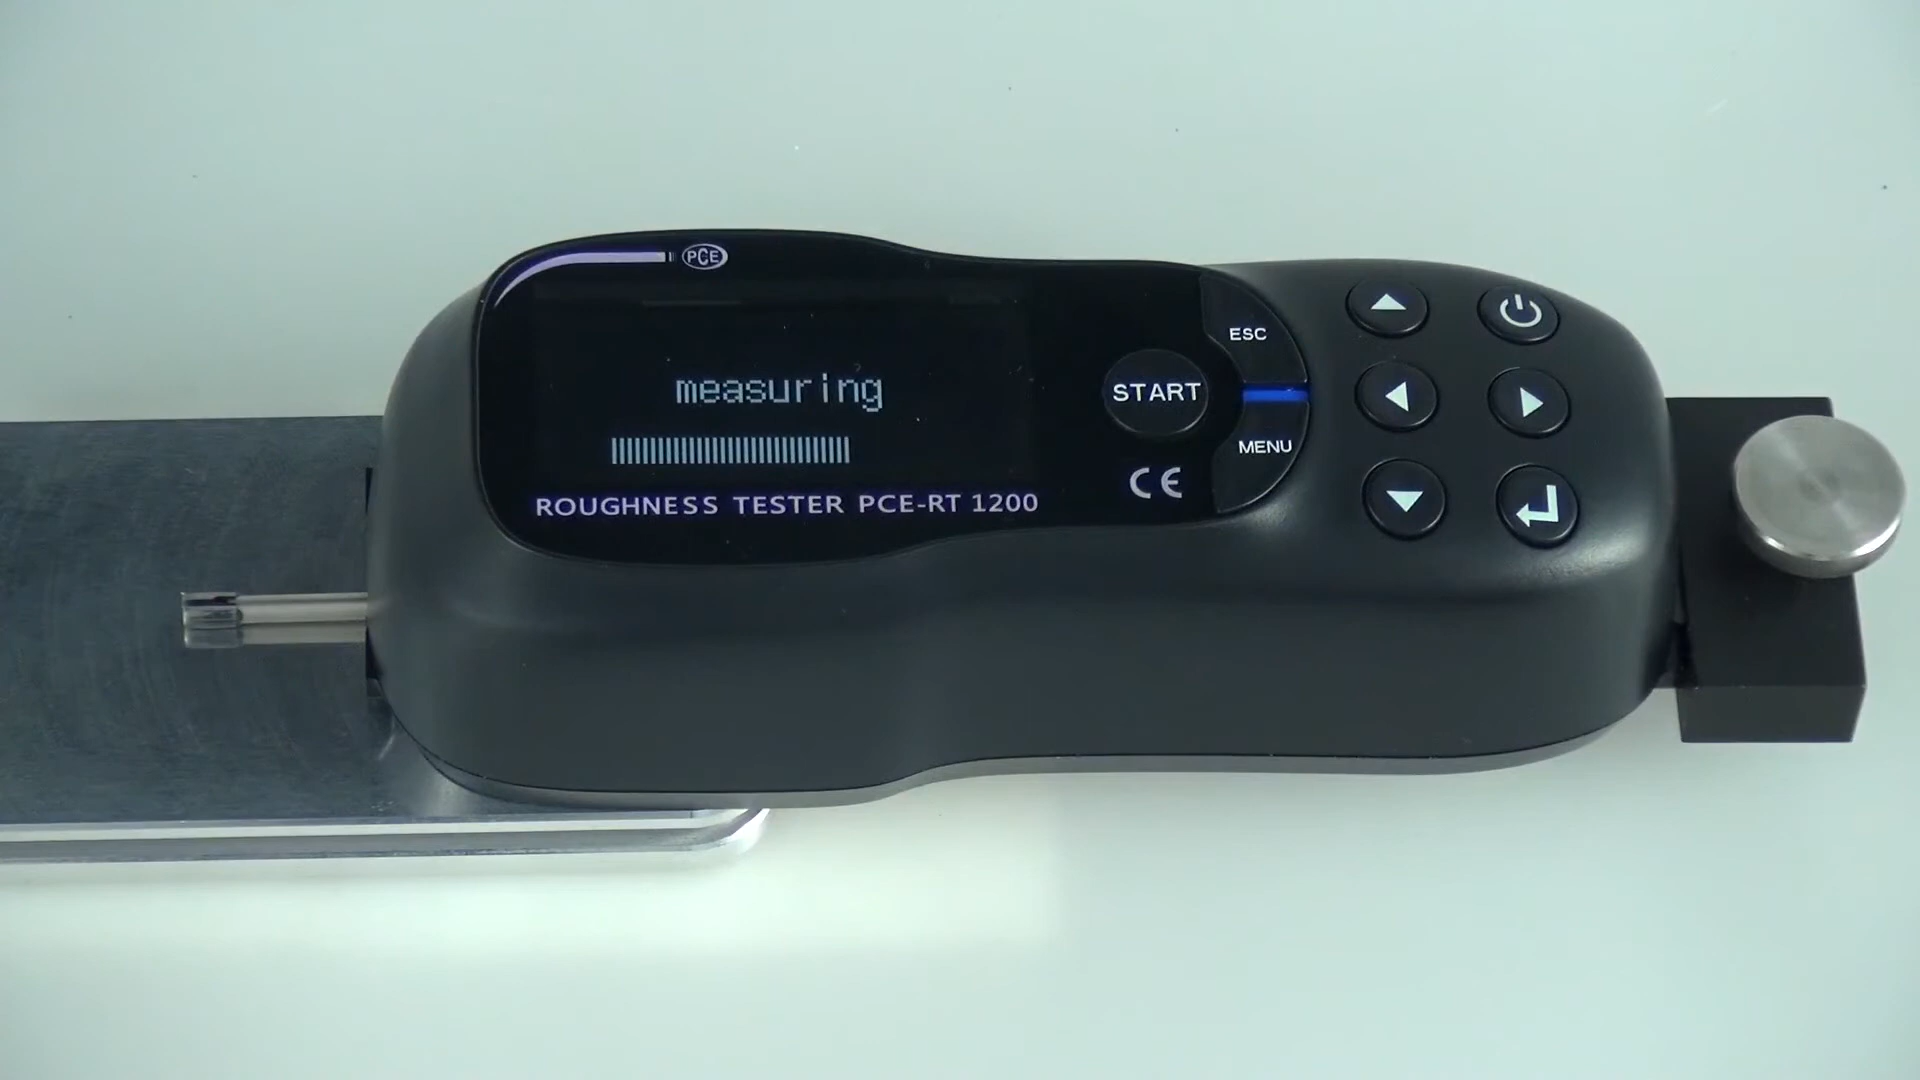 PCE
measuring
ROUGHNESS TESTER PCE-RT 1200
START
CE
ESC
MENU